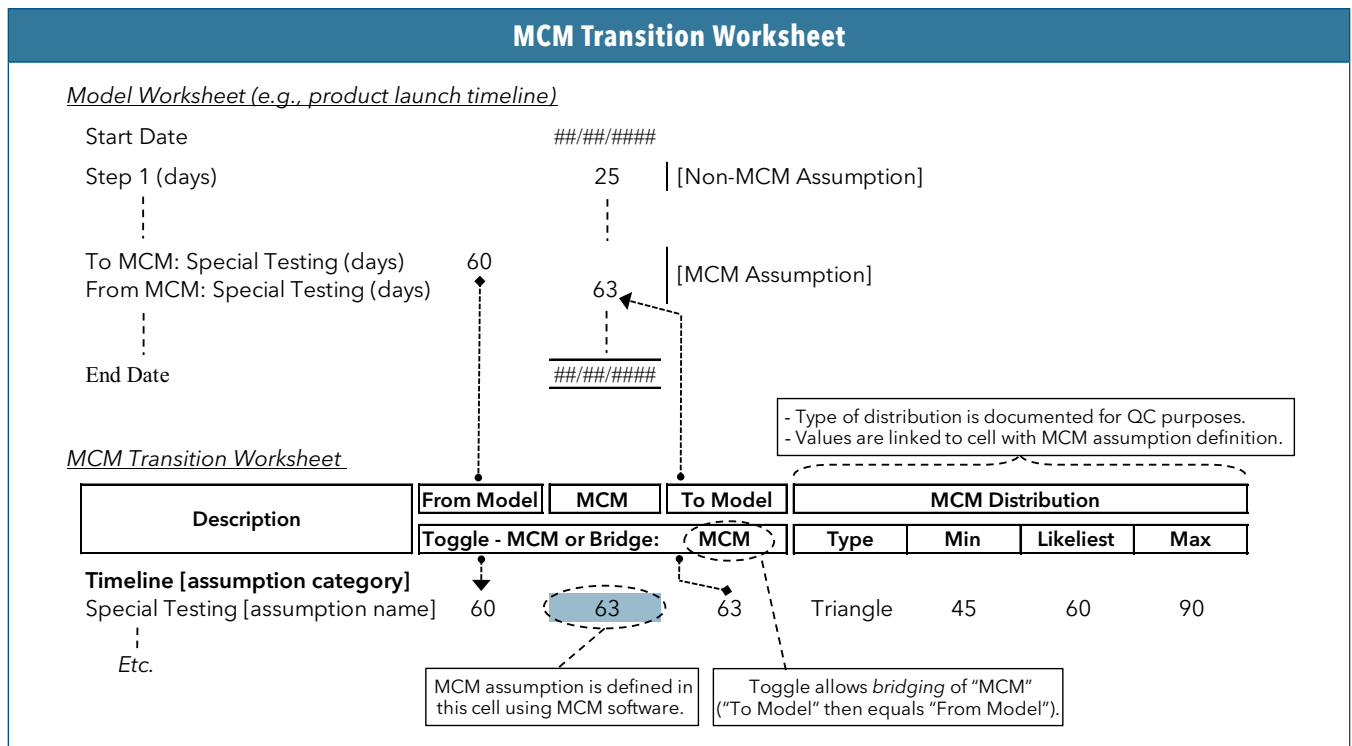 MCM Transition Worksheet
Model Worksheet (e.g., product launch timeline)
Start Date ##/##/####
Step 1 (days) 25 [Non-MCM Assumption]
To MCM: Special Testing (days) 60
[MCM Assumption]
From MCM: Special Testing (days) 63
End Date ##/##/####
- Type of distribution is documented for QC purposes.
- Values are linked to cell with MCM assumption definition.
MCM Transition Worksheet
Description From Model MCM To Model MCM Distribution
Toggle - MCM or Bridge: MCM Type Min Likeliest Max
Timeline [assumption category]
Special Testing [assumption name] 60 63 63 Triangle 45 60 90
Etc.
MCM assumption is defined in
this cell using MCM software.
Toggle allows bridging of “MCM”
(“To Model” then equals “From Model”).